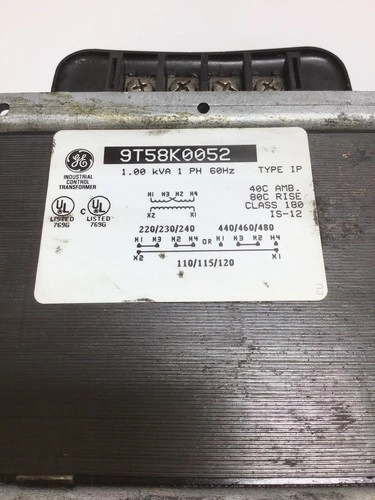 GE
9T58K0052
1.00 kVA 1 PH 60Hz TYPE IP
INDUSTRIAL
CONTROL
TRANSFORMER
40C AMB.
80C RISE
CLASS 180
IS-12
H1 H3 H2 H4
X2 X1
UL C UL
LISTED LISTED
769G 769G
220/230/240 OR 440/460/480
H1 H3 H2 H4 H1 H3 H2 H4
X2 X1
110/115/120